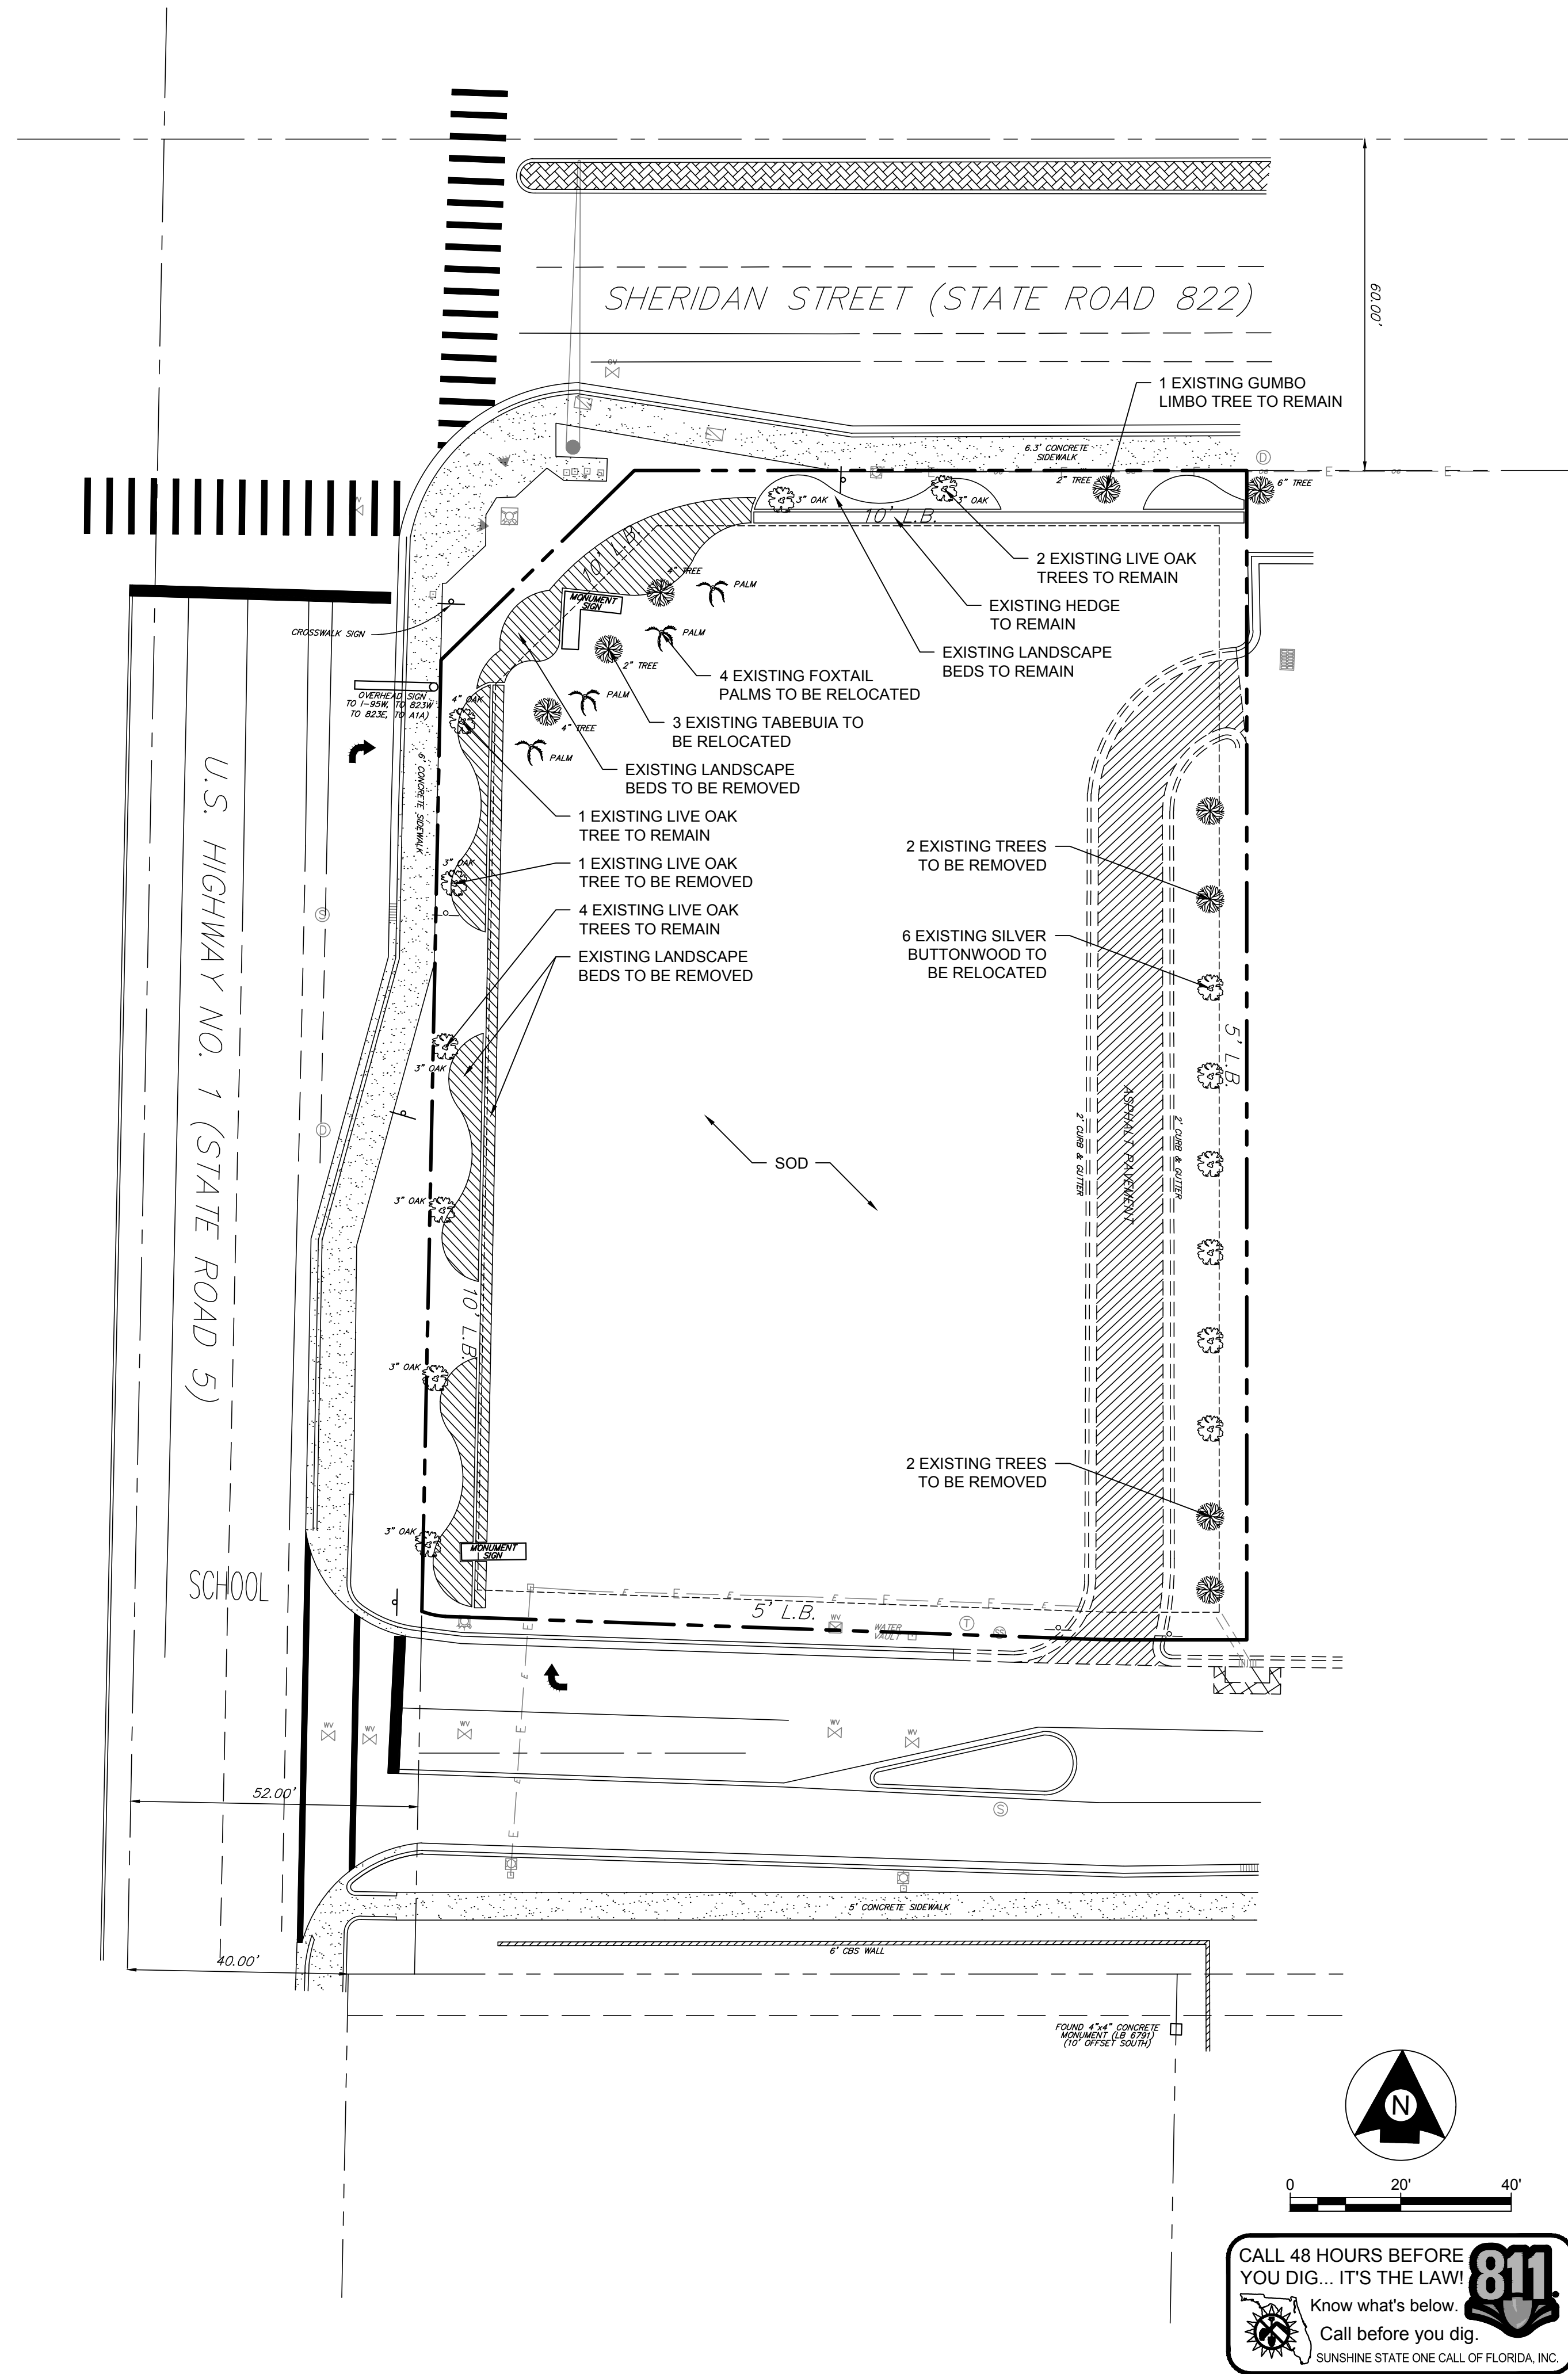 SHERIDAN STREET (STATE ROAD 822)
60.00'
GV
1 EXISTING GUMBO
LIMBO TREE TO REMAIN
6.3' CONCRETE
SIDEWALK
D
E
E
E
2" TREE
6" TREE
3" OAK
3" OAK
10' L.B.
10' L.B.
2 EXISTING LIVE OAK
TREES TO REMAIN
EXISTING HEDGE
TO REMAIN
EXISTING LANDSCAPE
BEDS TO REMAIN
4" TREE
PALM
MONUMENT
SIGN
CROSSWALK SIGN
PALM
2" TREE
4 EXISTING FOXTAIL
PALMS TO BE RELOCATED
OVERHEAD SIGN
TO I-95W, TO 823W
TO 823E, TO A1A)
4" OAK
PALM
4" TREE
3 EXISTING TABEBUIA TO
BE RELOCATED
PALM
EXISTING LANDSCAPE
BEDS TO BE REMOVED
6' CONCRETE SIDEWALK
1 EXISTING LIVE OAK
TREE TO REMAIN
3" OAK
1 EXISTING LIVE OAK
TREE TO BE REMOVED
4 EXISTING LIVE OAK
TREES TO REMAIN
EXISTING LANDSCAPE
BEDS TO BE REMOVED
2 EXISTING TREES
TO BE REMOVED
6 EXISTING SILVER
BUTTONWOOD TO
BE RELOCATED
U.S. HIGHWAY NO. 1 (STATE ROAD 5)
S
D
3" OAK
5' L.B.
2' CURB & GUTTER
ASPHALT PAVEMENT
2' CURB & GUTTER
SOD
3" OAK
10' L.B.
3" OAK
2 EXISTING TREES
TO BE REMOVED
3" OAK
MONUMENT
SIGN
SCHOOL
5' L.B.
WV
WATER
VAULT
T
WV
WV
WV
WV
WV
S
52.00'
5' CONCRETE SIDEWALK
6' CBS WALL
40.00'
FOUND 4"x4" CONCRETE
MONUMENT (LB 6791)
(10' OFFSET SOUTH)
N
0 20' 40'
CALL 48 HOURS BEFORE
YOU DIG... IT'S THE LAW!
811
Know what's below.
Call before you dig.
SUNSHINE STATE ONE CALL OF FLORIDA, INC.